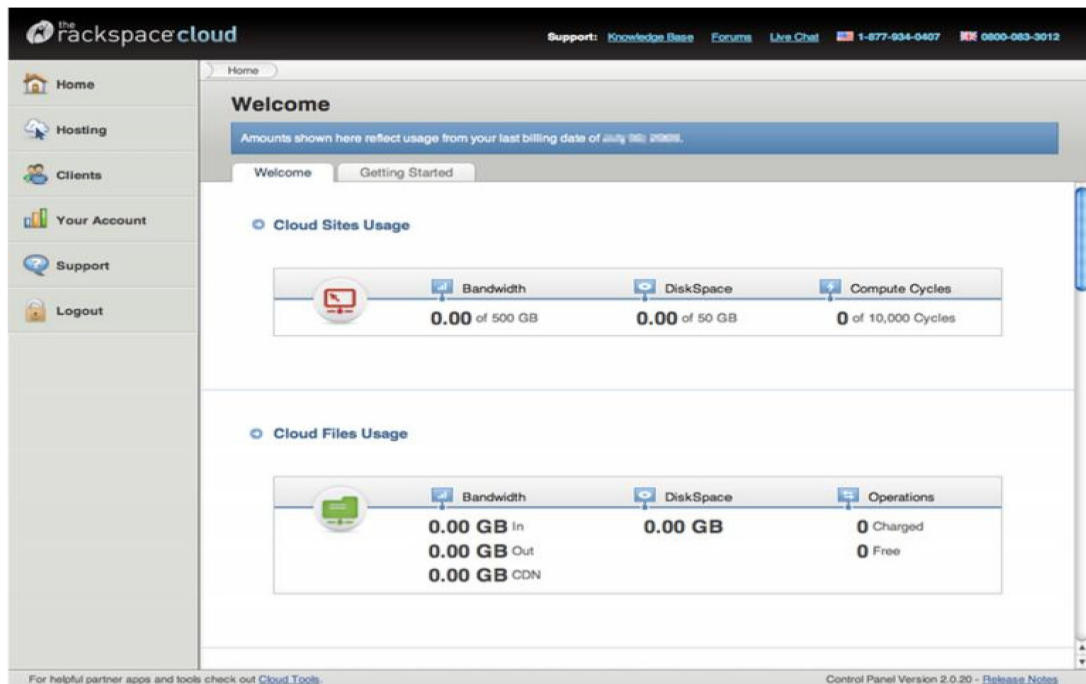 the
rackspace cloud
Support: Knowledge Base Forums Live Chat 1-877-934-0407 0800-083-3012
Home
Hosting
Clients
Your Account
Support
Logout
Home
Welcome
Amounts shown here reflect usage from your last billing date of
Welcome Getting Started
Cloud Sites Usage
Bandwidth DiskSpace Compute Cycles
0.00 of 500 GB 0.00 of 50 GB 0 of 10,000 Cycles
Cloud Files Usage
Bandwidth DiskSpace Operations
0.00 GB In 0.00 GB 0 Charged
0.00 GB Out 0 Free
0.00 GB CDN
For helpful partner apps and tools check out Cloud Tools. Control Panel Version 2.0.20 - Release Notes